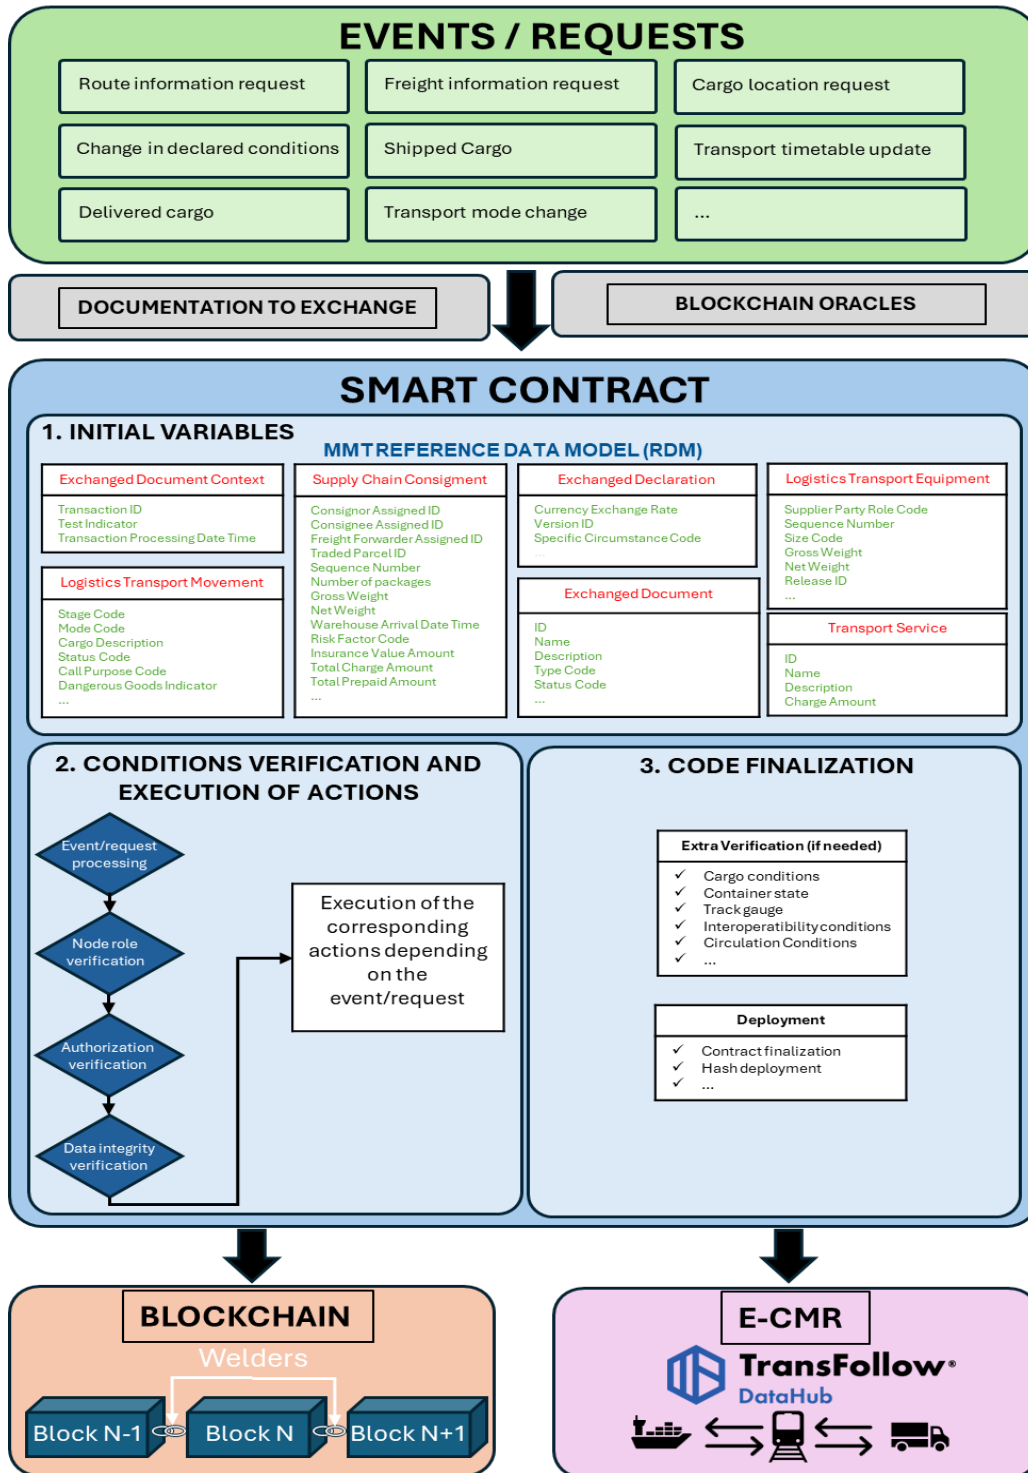 EVENTS / REQUESTS
Route information request
Freight information request
Cargo location request
Change in declared conditions
Shipped Cargo
Transport timetable update
Delivered cargo
Transport mode change
...
DOCUMENTATION TO EXCHANGE
BLOCKCHAIN ORACLES
SMART CONTRACT
1. INITIAL VARIABLES
MMT REFERENCE DATA MODEL (RDM)
Exchanged Document Context
Transaction ID
Test Indicator
Transaction Processing Date Time
Logistics Transport Movement
Stage Code
Mode Code
Cargo Description
Status Code
Call Purpose Code
Dangerous Goods Indicator
...
Supply Chain Consigment
Consignor Assigned ID
Consignee Assigned ID
Freight Forwarder Assigned ID
Traded Parcel ID
Sequence Number
Number of packages
Gross Weight
Net Weight
Warehouse Arrival Date Time
Risk Factor Code
Insurance Value Amount
Total Charge Amount
Total Prepaid Amount
...
Exchanged Declaration
Currency Exchange Rate
Version ID
Specific Circumstance Code
...
Exchanged Document
ID
Name
Description
Type Code
Status Code
...
Logistics Transport Equipment
Supplier Party Role Code
Sequence Number
Size Code
Gross Weight
Net Weight
Release ID
...
Transport Service
ID
Name
Description
Charge Amount
2. CONDITIONS VERIFICATION AND
EXECUTION OF ACTIONS
Event/request
processing
Node role
verification
Authorization
verification
Data integrity
verification
Execution of the
corresponding
actions depending
on the
event/request
3. CODE FINALIZATION
Extra Verification (if needed)
✓ Cargo conditions
✓ Container state
✓ Track gauge
✓ Interoperatibility conditions
✓ Circulation Conditions
✓ ...
Deployment
✓ Contract finalization
✓ Hash deployment
✓ ...
BLOCKCHAIN
Welders
Block N-1
Block N
Block N+1
E-CMR
TransFollow®
DataHub